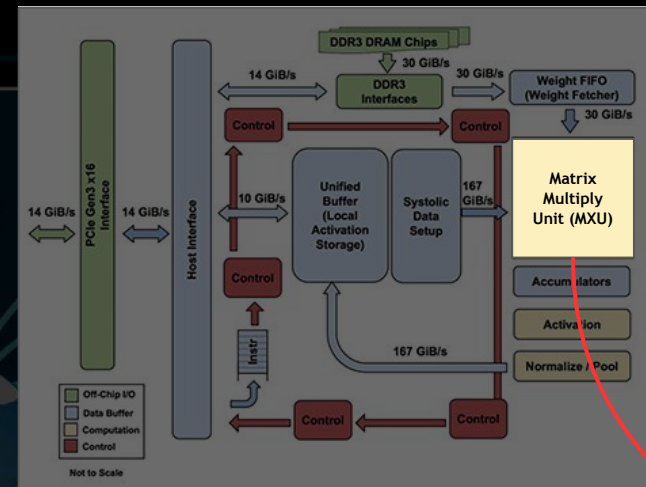 DDR3 DRAM Chips
14 GiB/s
30 GiB/s
30 GiB/s
DDR3
Interfaces
Weight FIFO
(Weight Fetcher)
Control
Control
30 GiB/s
14 GiB/s
PCIe Gen3 x16
Interface
14 GiB/s
Host Interface
10 GiB/s
Unified
Buffer
(Local
Activation
Storage)
Systolic
Data
Setup
167
GiB/s
Matrix
Multiply
Unit (MXU)
Control
Accumulators
Activation
Instr
167 GiB/s
Normalize / Pool
Off-Chip I/O
Data Buffer
Computation
Control
Control
Control
Not to Scale